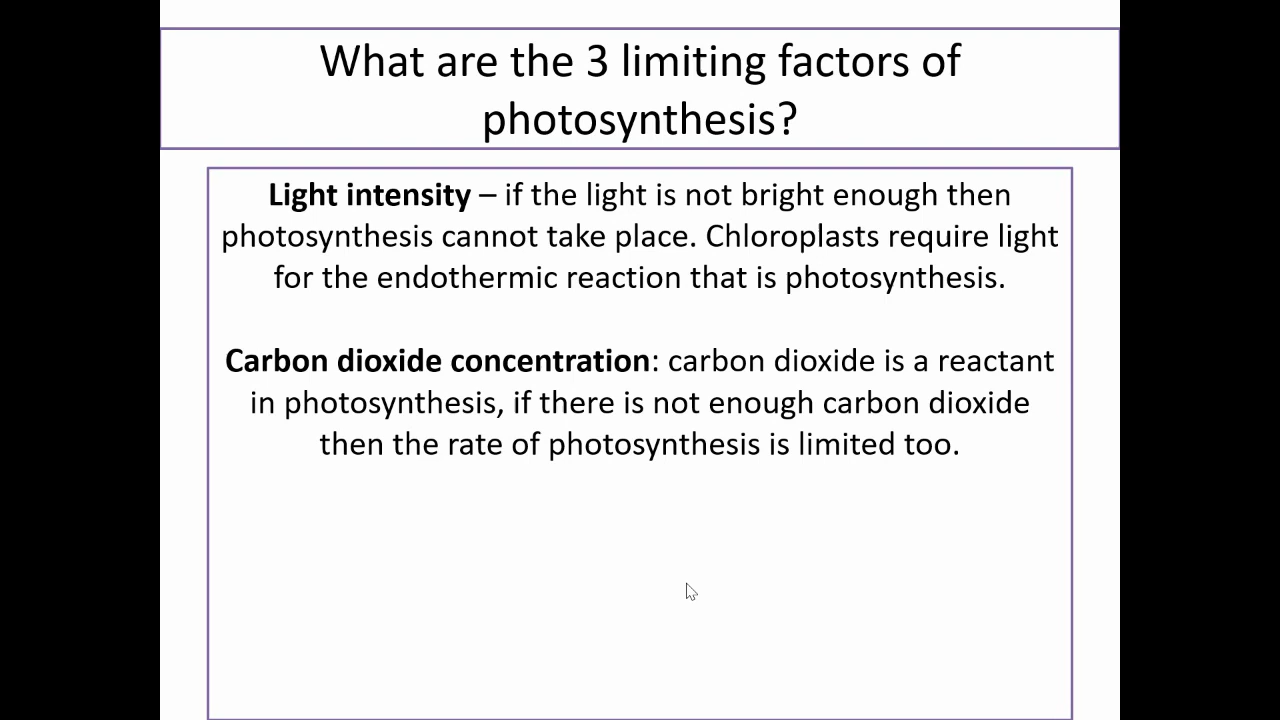 What are the 3 limiting factors of
photosynthesis?
Light intensity – if the light is not bright enough then
photosynthesis cannot take place. Chloroplasts require light
for the endothermic reaction that is photosynthesis.
Carbon dioxide concentration: carbon dioxide is a reactant
in photosynthesis, if there is not enough carbon dioxide
then the rate of photosynthesis is limited too.